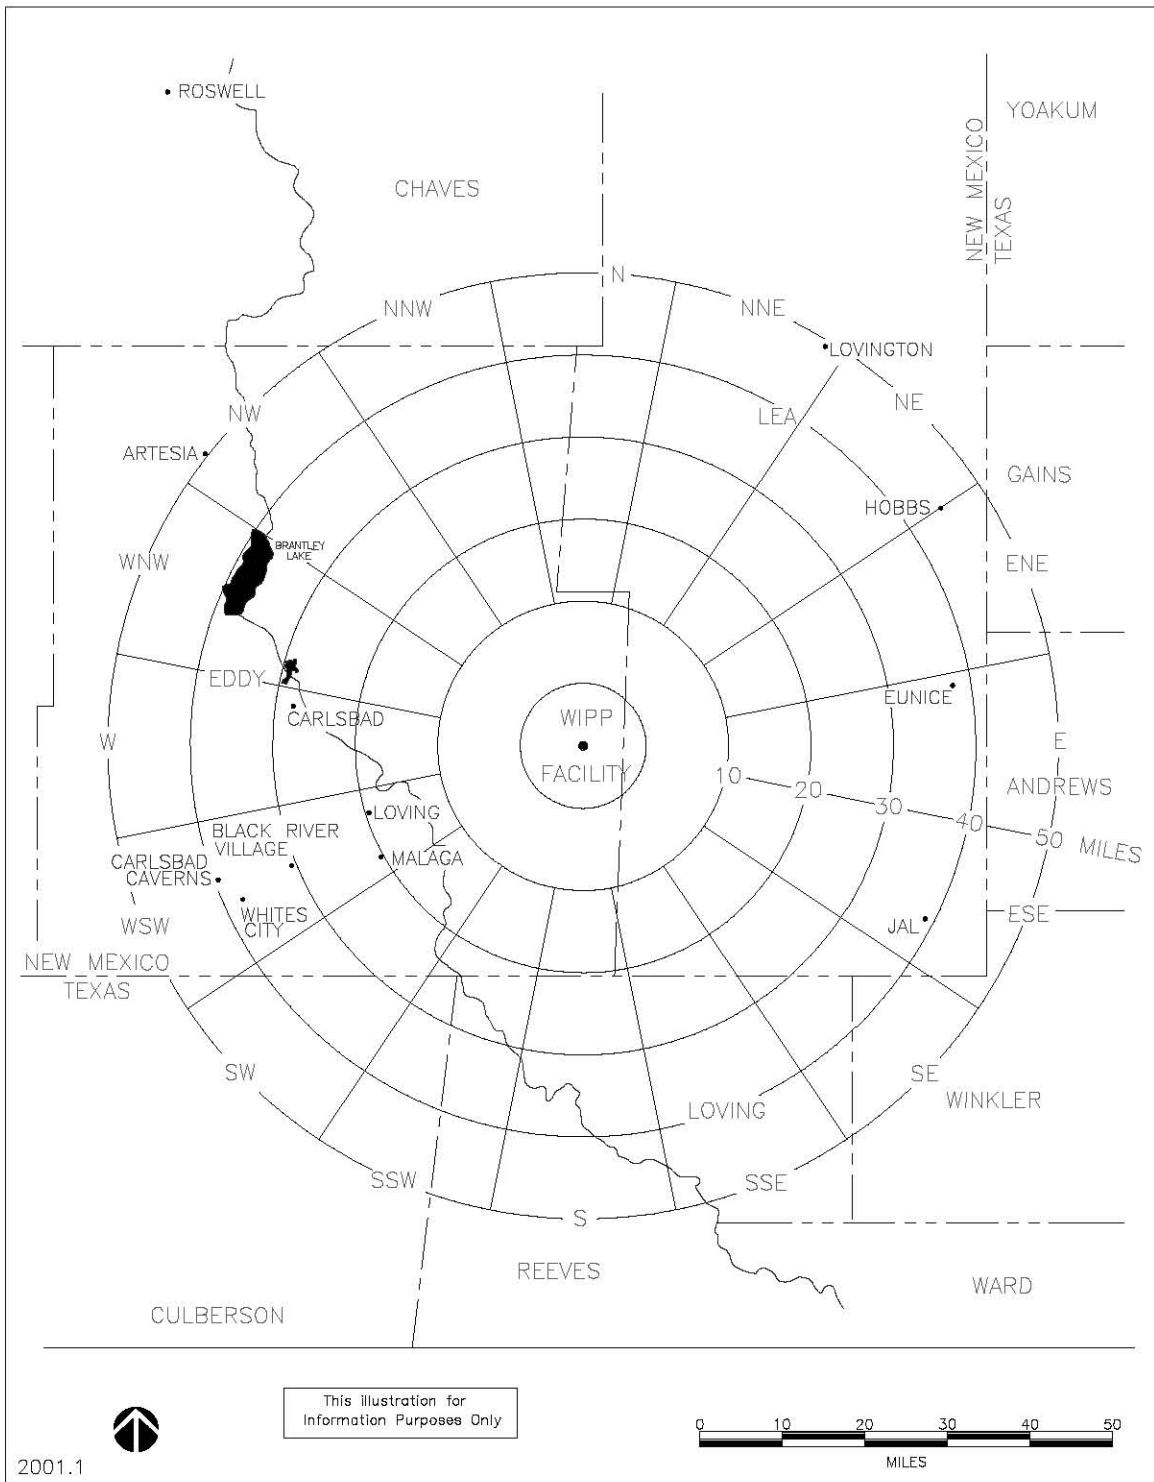 ROSWELL
YOAKUM
NEW MEXICO
TEXAS
CHAVES
N
NNW
NNE
LOVINGTON
NE
LEA
NW
ARTESIA
GAINS
HOBBS
BRANTLEY
LAKE
WNW
ENE
EDDY
EUNICE
CARLSBAD
WIPP
FACILITY
W
E
10
20
30
40
50 MILES
ANDREWS
LOVING
BLACK RIVER
VILLAGE
MALAGA
CARLSBAD
CAVERNS
WHITES
CITY
WSW
JAL
ESE
NEW MEXICO
TEXAS
SW
SE
WINKLER
LOVING
SSW
SSE
S
REEVES
WARD
CULBERSON
This illustration for
Information Purposes Only
0 10 20 30 40 50
MILES
2001.1